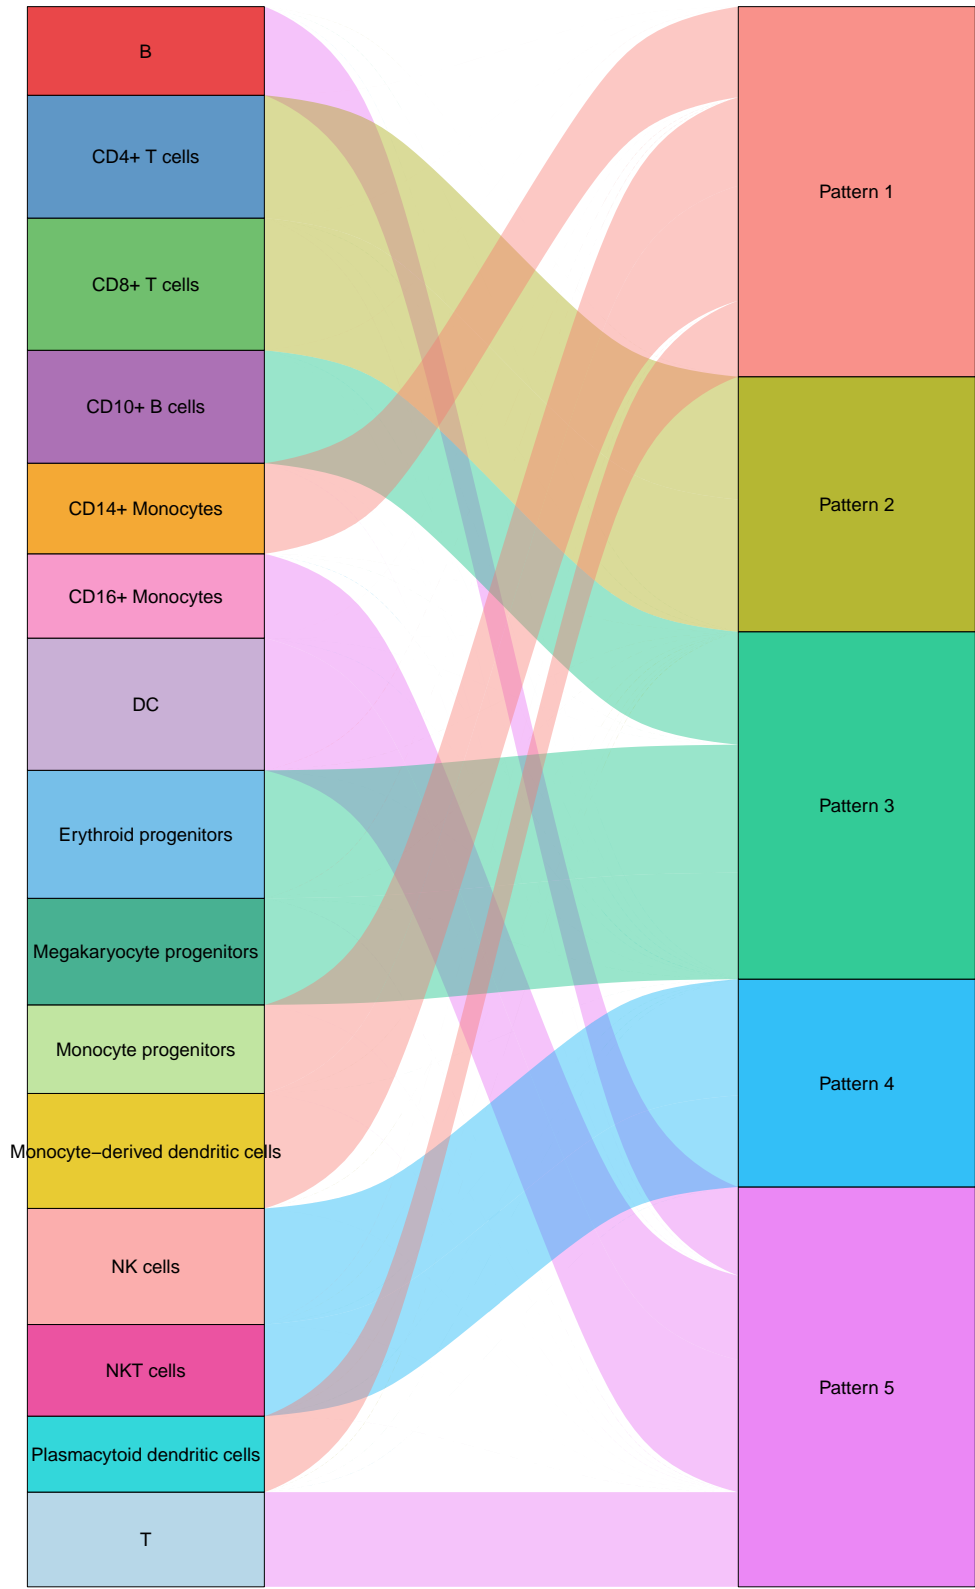 B
CD4+ T cells
CD8+ T cells
CD10+ B cells
CD14+ Monocytes
CD16+ Monocytes
DC
Erythroid progenitors
Megakaryocyte progenitors
Monocyte progenitors
Monocyte−derived dendritic cells
NK cells
NKT cells
Plasmacytoid dendritic cells
T
Pattern 1
Pattern 2
Pattern 3
Pattern 4
Pattern 5